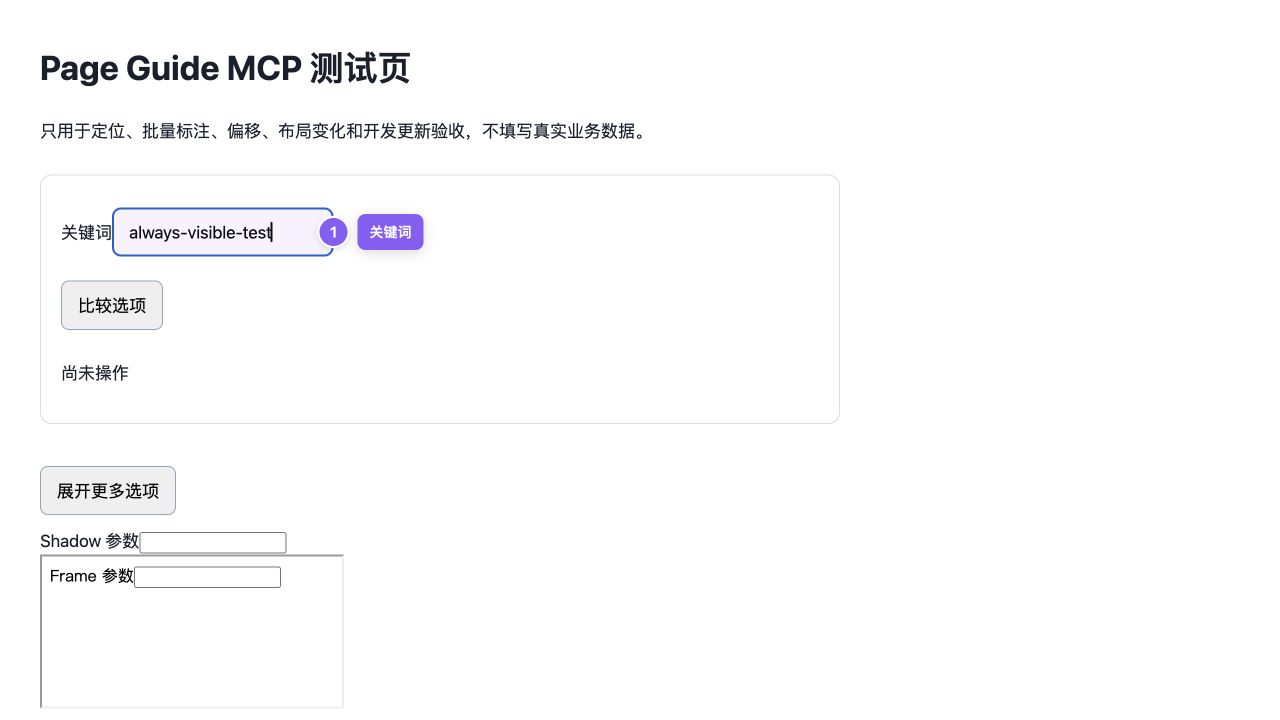 Page Guide MCP 测试页
只用于定位、批量标注、偏移、布局变化和开发更新验收，不填写真实业务数据。
关键词 always-visible-test 1 关键词
比较选项
尚未操作
展开更多选项
Shadow 参数
Frame 参数